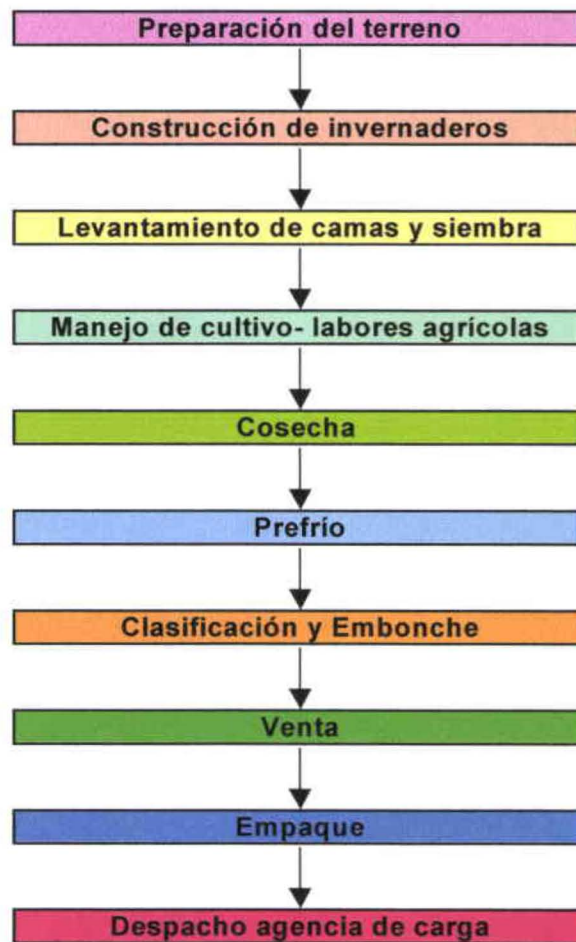 Preparación del terreno
Construcción de invernaderos
Levantamiento de camas y siembra
Manejo de cultivo- labores agrícolas
Cosecha
Prefrío
Clasificación y Embonche
Venta
Empaque
Despacho agencia de carga